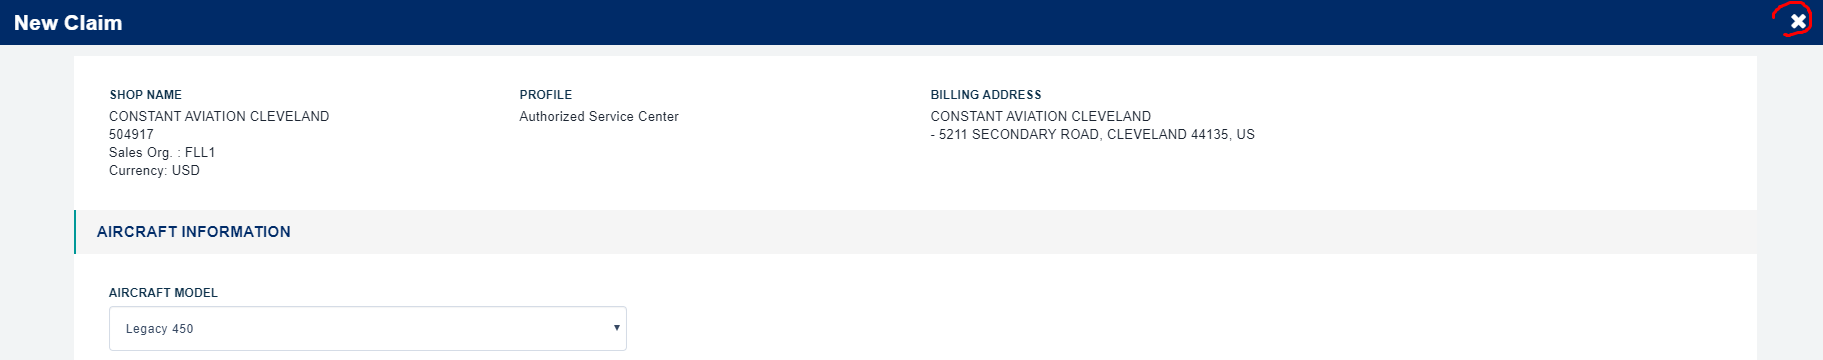 New Claim
SHOP NAME
CONSTANT AVIATION CLEVELAND
504917
Sales Org. : FLL1
Currency: USD
PROFILE
Authorized Service Center
BILLING ADDRESS
CONSTANT AVIATION CLEVELAND
- 5211 SECONDARY ROAD, CLEVELAND 44135, US
AIRCRAFT INFORMATION
AIRCRAFT MODEL
Legacy 450